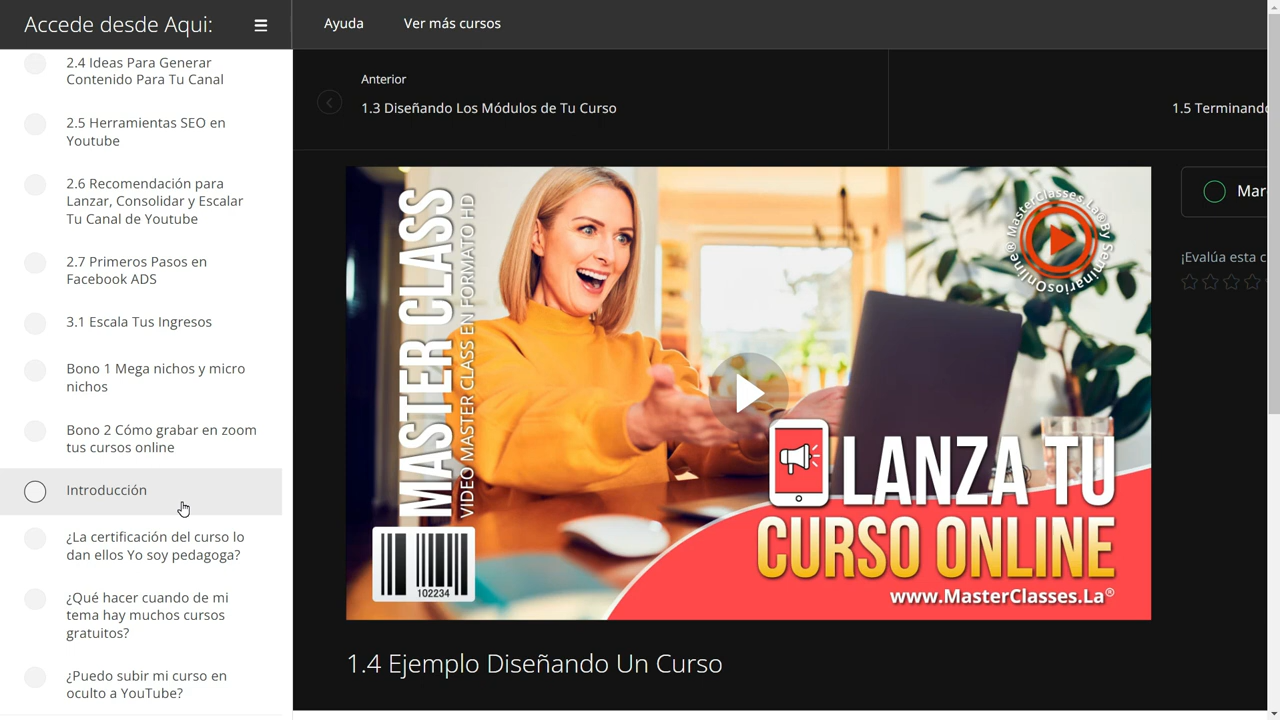 Accede desde Aqui:
Ayuda
Ver más cursos
2.4 Ideas Para Generar
Contenido Para Tu Canal
2.5 Herramientas SEO en
Youtube
2.6 Recomendación para
Lanzar, Consolidar y Escalar
Tu Canal de Youtube
2.7 Primeros Pasos en
Facebook ADS
3.1 Escala Tus Ingresos
Bono 1 Mega nichos y micro
nichos
Bono 2 Cómo grabar en zoom
tus cursos online
Introducción
¿La certificación del curso lo
dan ellos Yo soy pedagoga?
¿Qué hacer cuando de mi
tema hay muchos cursos
gratuitos?
¿Puedo subir mi curso en
oculto a YouTube?
Anterior
1.3 Diseñando Los Módulos de Tu Curso
1.5 Terminando
MASTER CLASS
VIDEO MASTER CLASS EN FORMATO HD
102234
MasterClasses.La® By SeminariosOnline®
LANZA TU
CURSO ONLINE
www.MasterClasses.La®
Mar
¡Evalúa esta c
1.4 Ejemplo Diseñando Un Curso